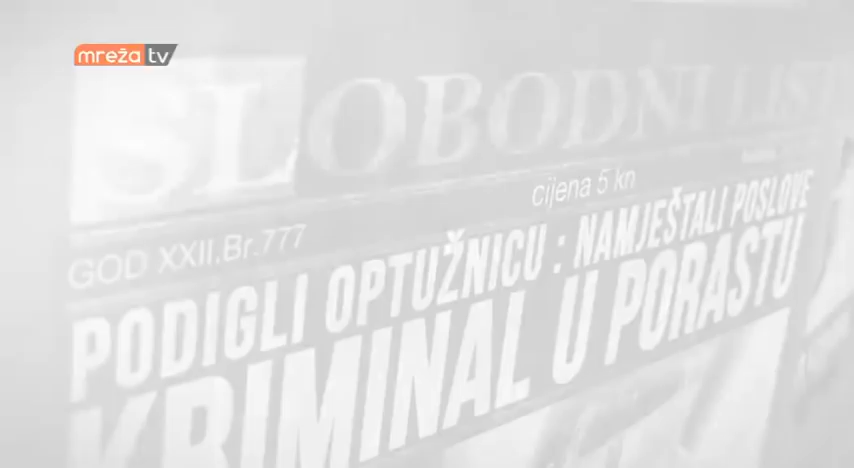 mreža tv
SLOBODNI LIST
cijena 5 kn
GOD XXII.Br.777
PODIGLI OPTUŽNICU : NAMJEŠTALI POSLOVE
KRIMINAL U PORASTU